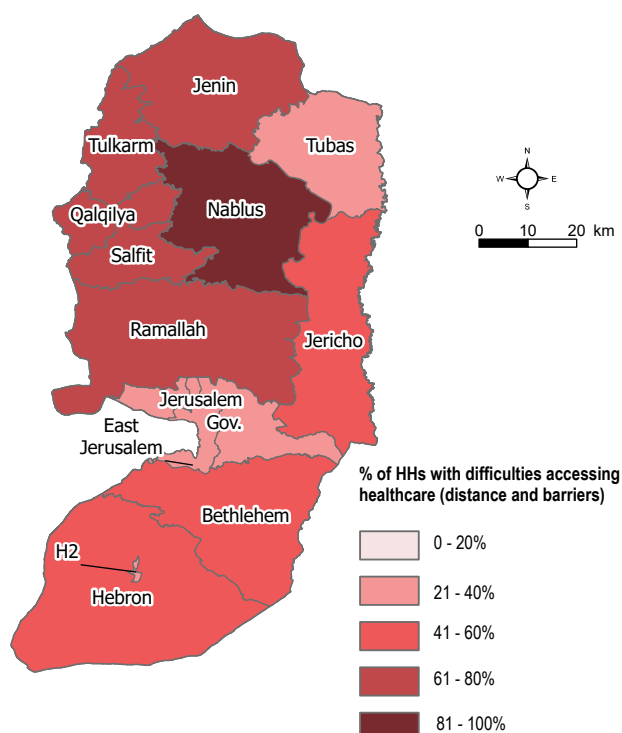 Jenin
Tulkarm
Tubas
N
W
E
S
Qalqilya
Nablus
0
10
20 km
Salfit
Ramallah
Jericho
Jerusalem
Gov.
East
Jerusalem
% of HHs with difficulties accessing
healthcare (distance and barriers)
Bethlehem
0 - 20%
H2
21 - 40%
Hebron
41 - 60%
61 - 80%
81 - 100%